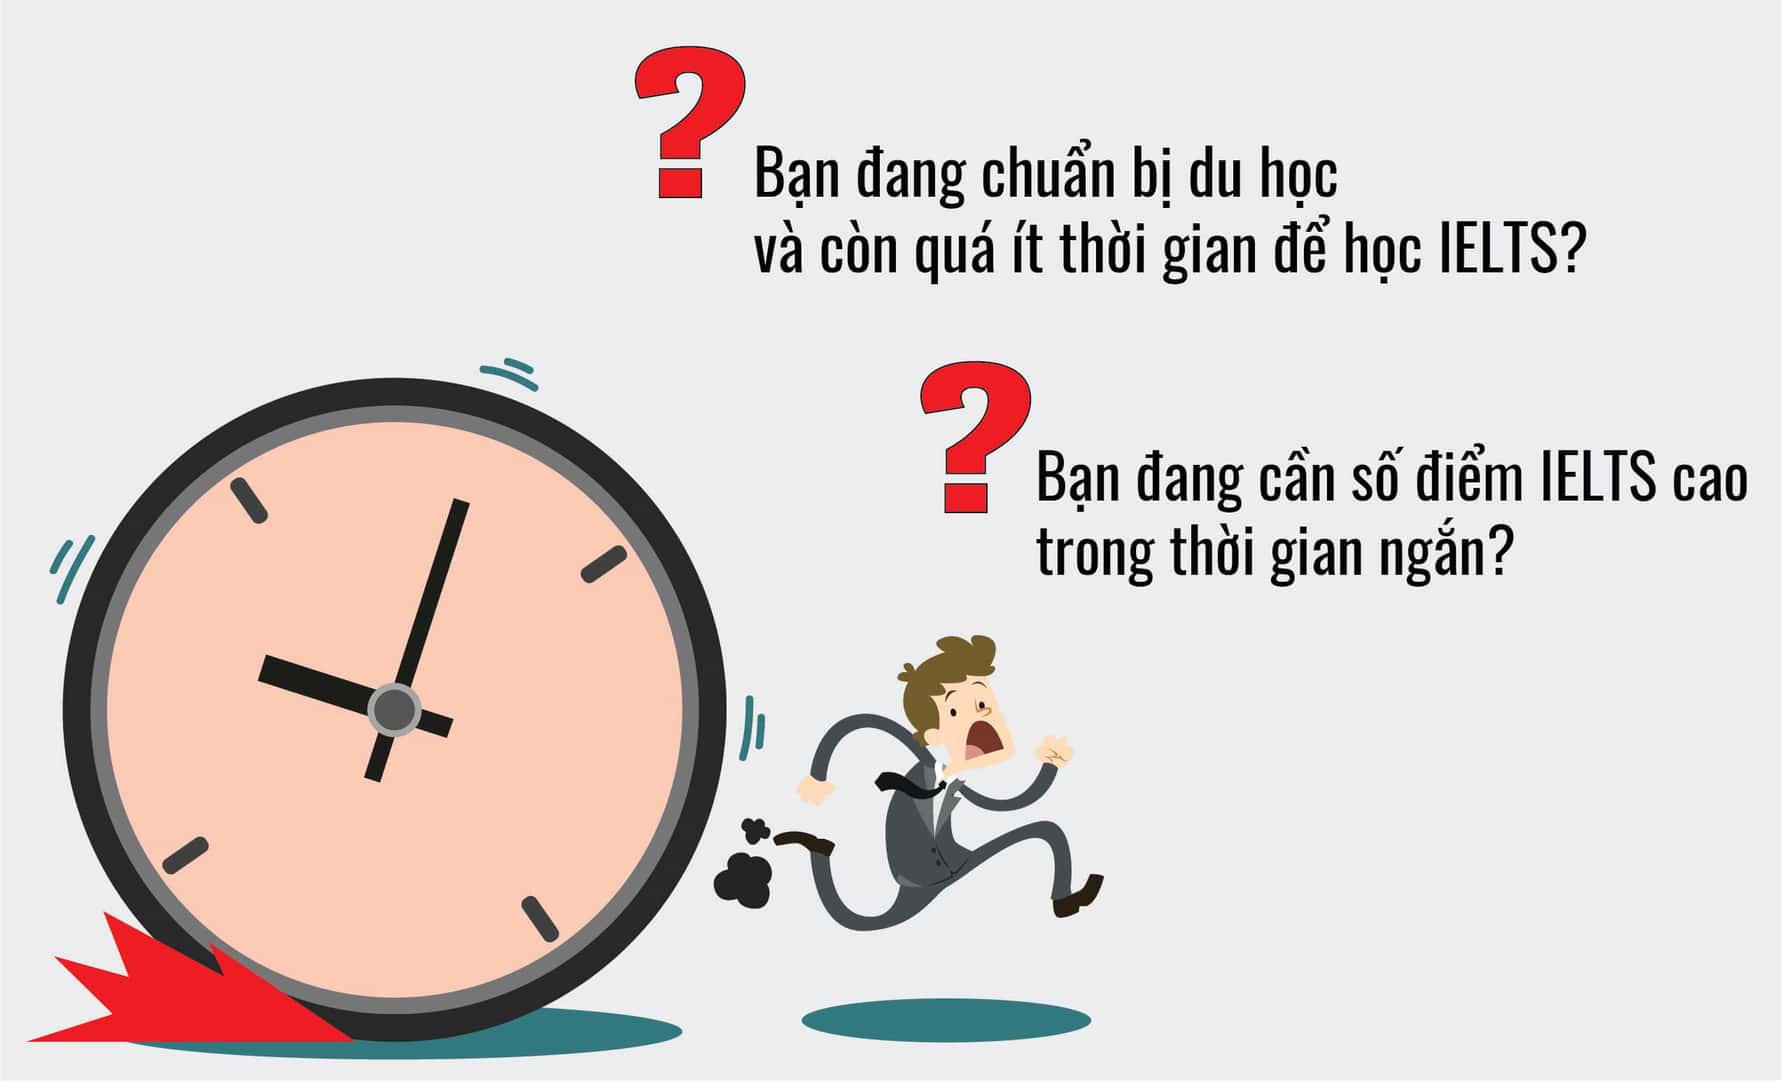 ?
Bạn đang chuẩn bị du học
và còn quá ít thời gian để học IELTS?
?
Bạn đang cần số điểm IELTS cao
trong thời gian ngắn?